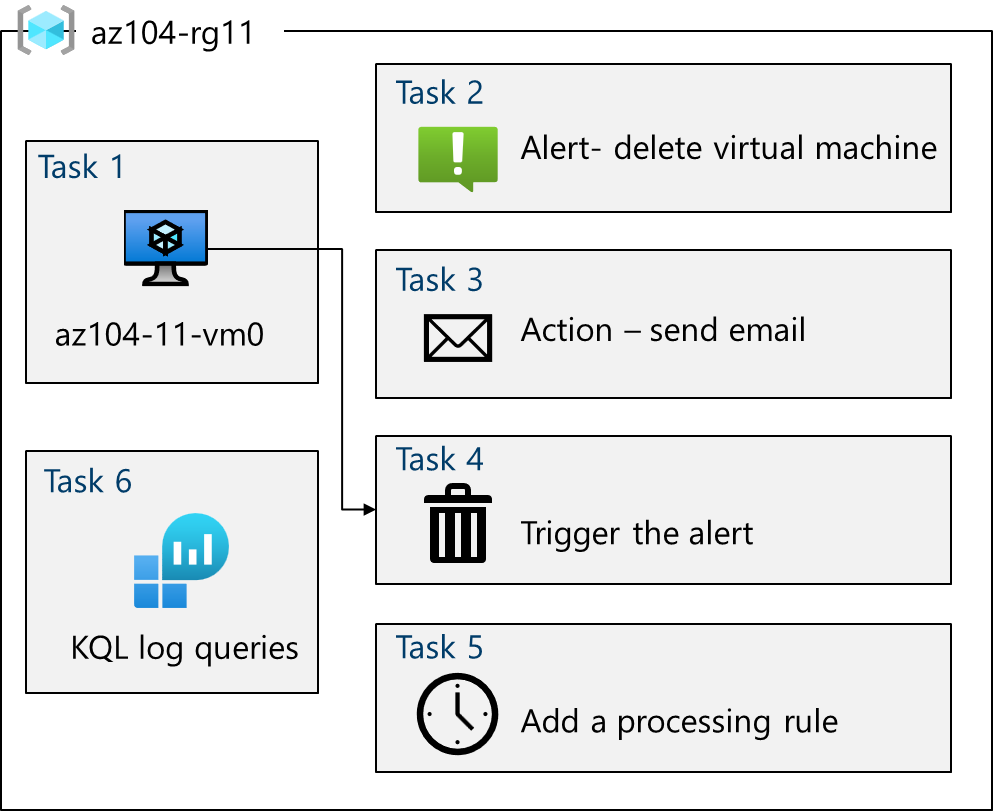 az104-rg11
Task 1
az104-11-vm0
Task 2
Alert- delete virtual machine
Task 3
Action – send email
Task 4
Trigger the alert
Task 5
Add a processing rule
Task 6
KQL log queries